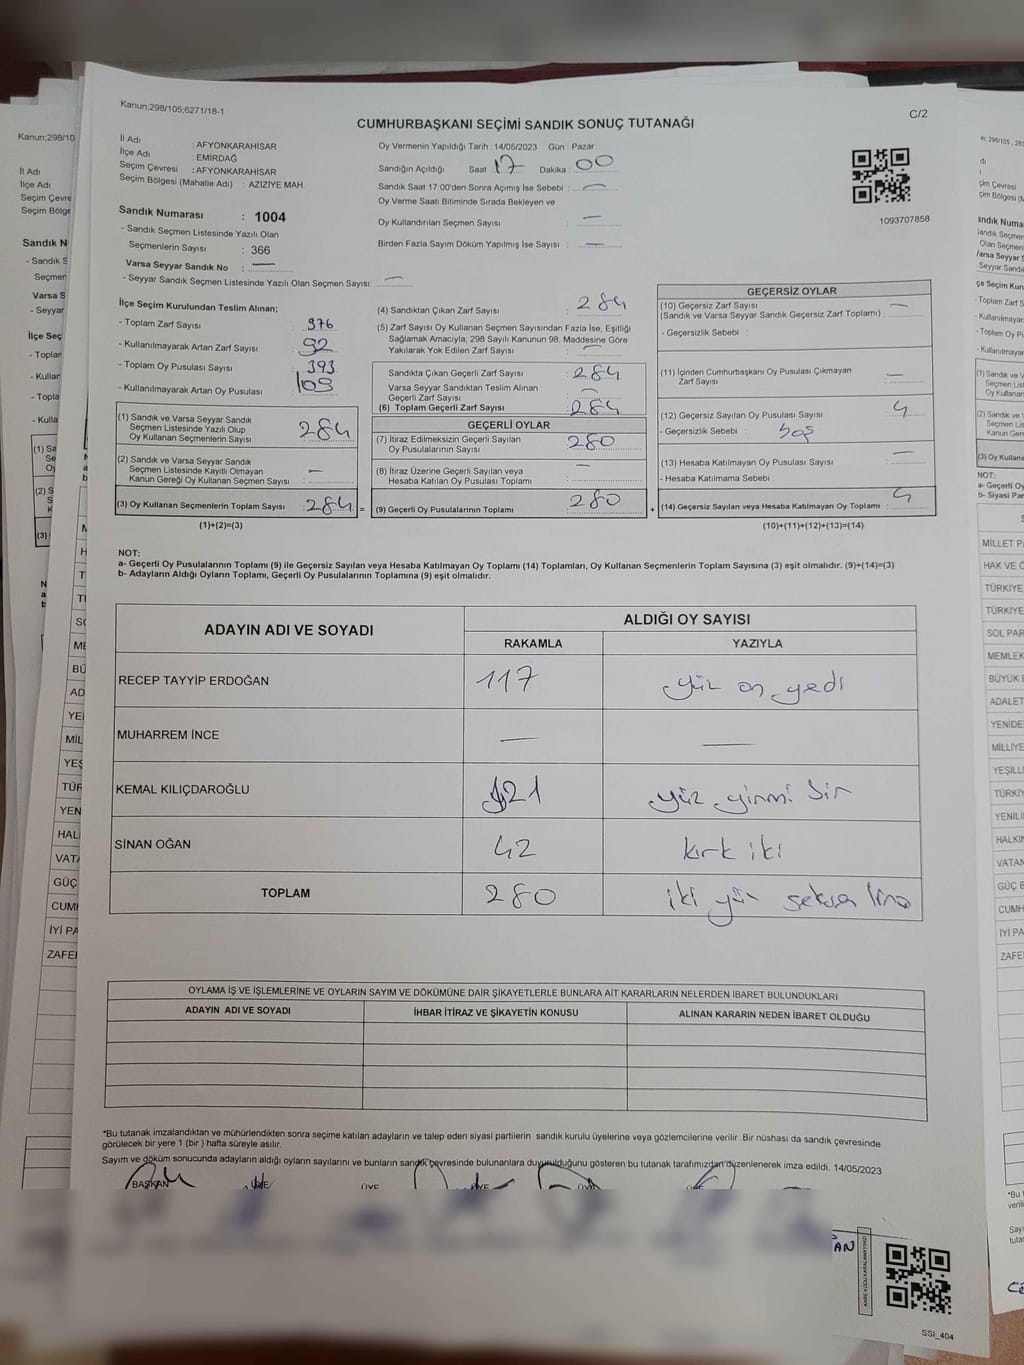 Kanun;298/105;6271/18-1
C/2
CUMHURBAŞKANI SEÇİMİ SANDIK SONUÇ TUTANAĞI
İl Adı : AFYONKARAHİSAR
İlçe Adı : EMİRDAĞ
Seçim Çevresi : AFYONKARAHİSAR
Seçim Bölgesi (Mahalle Adı) : AZİZİYE MAH.
Sandık Numarası : 1004
- Sandık Seçmen Listesinde Yazılı Olan
Seçmenlerin Sayısı : 366
Varsa Seyyar Sandık No : —
- Seyyar Sandık Seçmen Listesinde Yazılı Olan Seçmen Sayısı: —
Oy Vermenin Yapıldığı Tarih : 14/05/2023 Gün : Pazar
Sandığın Açıldığı Saat : 17 Dakika : 00
Sandık Saat 17:00'den Sonra Açımış İse Sebebi : —
Oy Verme Saati Bitiminde Sırada Bekleyen ve
Oy Kullandırılan Seçmen Sayısı : —
Birden Fazla Sayım Döküm Yapılmış İse Sayısı : —
1093707858
İlçe Seçim Kurulundan Teslim Alınan;
- Toplam Zarf Sayısı : 376
- Kullanılmayarak Artan Zarf Sayısı : 92
- Toplam Oy Pusulası Sayısı : 393
- Kullanılmayarak Artan Oy Pusulası : 109
(1) Sandık ve Varsa Seyyar Sandık
Seçmen Listesinde Yazılı Olup
Oy Kullanan Seçmenlerin Sayısı : 284
(2) Sandık ve Varsa Seyyar Sandık
Seçmen Listesinde Kayıtlı Olmayan
Kanun Gereği Oy Kullanan Seçmen Sayısı : —
(3) Oy Kullanan Seçmenlerin Toplam Sayısı : 284 =
(1)+(2)=(3)
(4) Sandıktan Çıkan Zarf Sayısı : 284
(5) Zarf Sayısı Oy Kullanan Seçmen Sayısından Fazla İse, Eşitliği
Sağlamak Amacıyla; 298 Sayılı Kanunun 98. Maddesine Göre
Yakılarak Yok Edilen Zarf Sayısı : —
Sandıkta Çıkan Geçerli Zarf Sayısı : 284
Varsa Seyyar Sandıktan Teslim Alınan
Geçerli Zarf Sayısı : —
(6) Toplam Geçerli Zarf Sayısı : 284
GEÇERLİ OYLAR
(7) İtiraz Edilmeksizin Geçerli Sayılan
Oy Pusulalarının Sayısı : 280
(8) İtiraz Üzerine Geçerli Sayılan veya
Hesaba Katılan Oy Pusulası Toplamı : —
(9) Geçerli Oy Pusulalarının Toplamı : 280 +
GEÇERSİZ OYLAR
(10) Geçersiz Zarf Sayısı
(Sandık ve Varsa Seyyar Sandık Geçersiz Zarf Toplamı) : —
- Geçersizlik Sebebi :
(11) İçinden Cumhurbaşkanı Oy Pusulası Çıkmayan
Zarf Sayısı : —
(12) Geçersiz Sayılan Oy Pusulası Sayısı : 4
- Geçersizlik Sebebi : boş
(13) Hesaba Katılmayan Oy Pusulası Sayısı : —
- Hesaba Katılmama Sebebi :
(14) Geçersiz Sayılan veya Hesaba Katılmayan Oy Toplamı : 4
(10)+(11)+(12)+(13)=(14)
NOT:
a- Geçerli Oy Pusulalarının Toplamı (9) ile Geçersiz Sayılan veya Hesaba Katılmayan Oy Toplamı (14) Toplamları, Oy Kullanan Seçmenlerin Toplam Sayısına (3) eşit olmalıdır. (9)+(14)=(3)
b- Adayların Aldığı Oyların Toplamı, Geçerli Oy Pusulalarının Toplamına (9) eşit olmalıdır.
ADAYIN ADI VE SOYADI ALDIĞI OY SAYISI
RAKAMLA YAZIYLA
RECEP TAYYİP ERDOĞAN 117 yüz on yedi
MUHARREM İNCE — —
KEMAL KILIÇDAROĞLU 121 yüz yirmi bir
SİNAN OĞAN 42 kırk iki
TOPLAM 280 iki yüz seksen
OYLAMA İŞ VE İŞLEMLERİNE VE OYLARIN SAYIM VE DÖKÜMÜNE DAİR ŞİKAYETLERLE BUNLARA AİT KARARLARIN NELERDEN İBARET BULUNDUKLARI
ADAYIN ADI VE SOYADI İHBAR İTİRAZ VE ŞİKAYETİN KONUSU ALINAN KARARIN NEDEN İBARET OLDUĞU
*Bu tutanak imzalandıktan ve mühürlendikten sonra seçime katılan adayların ve talep eden siyasi partilerin sandık kurulu üyelerine veya gözlemcilerine verilir .Bir nüshası da sandık çevresinde
görülecek bir yere 1 (bir ) hafta süreyle asılır.
Sayım ve döküm sonucunda adayların aldığı oyların sayılarını ve bunların sandık çevresinde bulunanlara duyurulduğunu gösteren bu tutanak tarafımızdan düzenlenerek imza edildi. 14/05/2023
BAŞKAN ÜYE ÜYE ÜYE ÜYE ÜYE
AN
KARE KODU KARALAMAYINIZ!
SSI_404